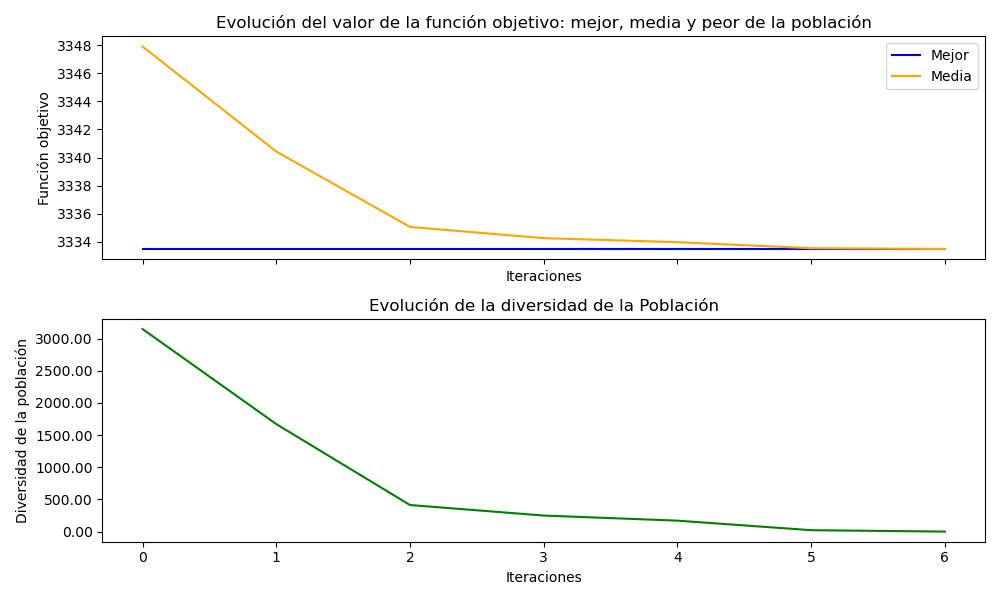 Evolución del valor de la función objetivo: mejor, media y peor de la población
3348
3346
3344
3342
3340
3338
3336
3334
Función objetivo
Mejor
Media
Iteraciones
Evolución de la diversidad de la Población
3000.00
2500.00
2000.00
1500.00
1000.00
500.00
0.00
Diversidad de la población
0 1 2 3 4 5 6
Iteraciones